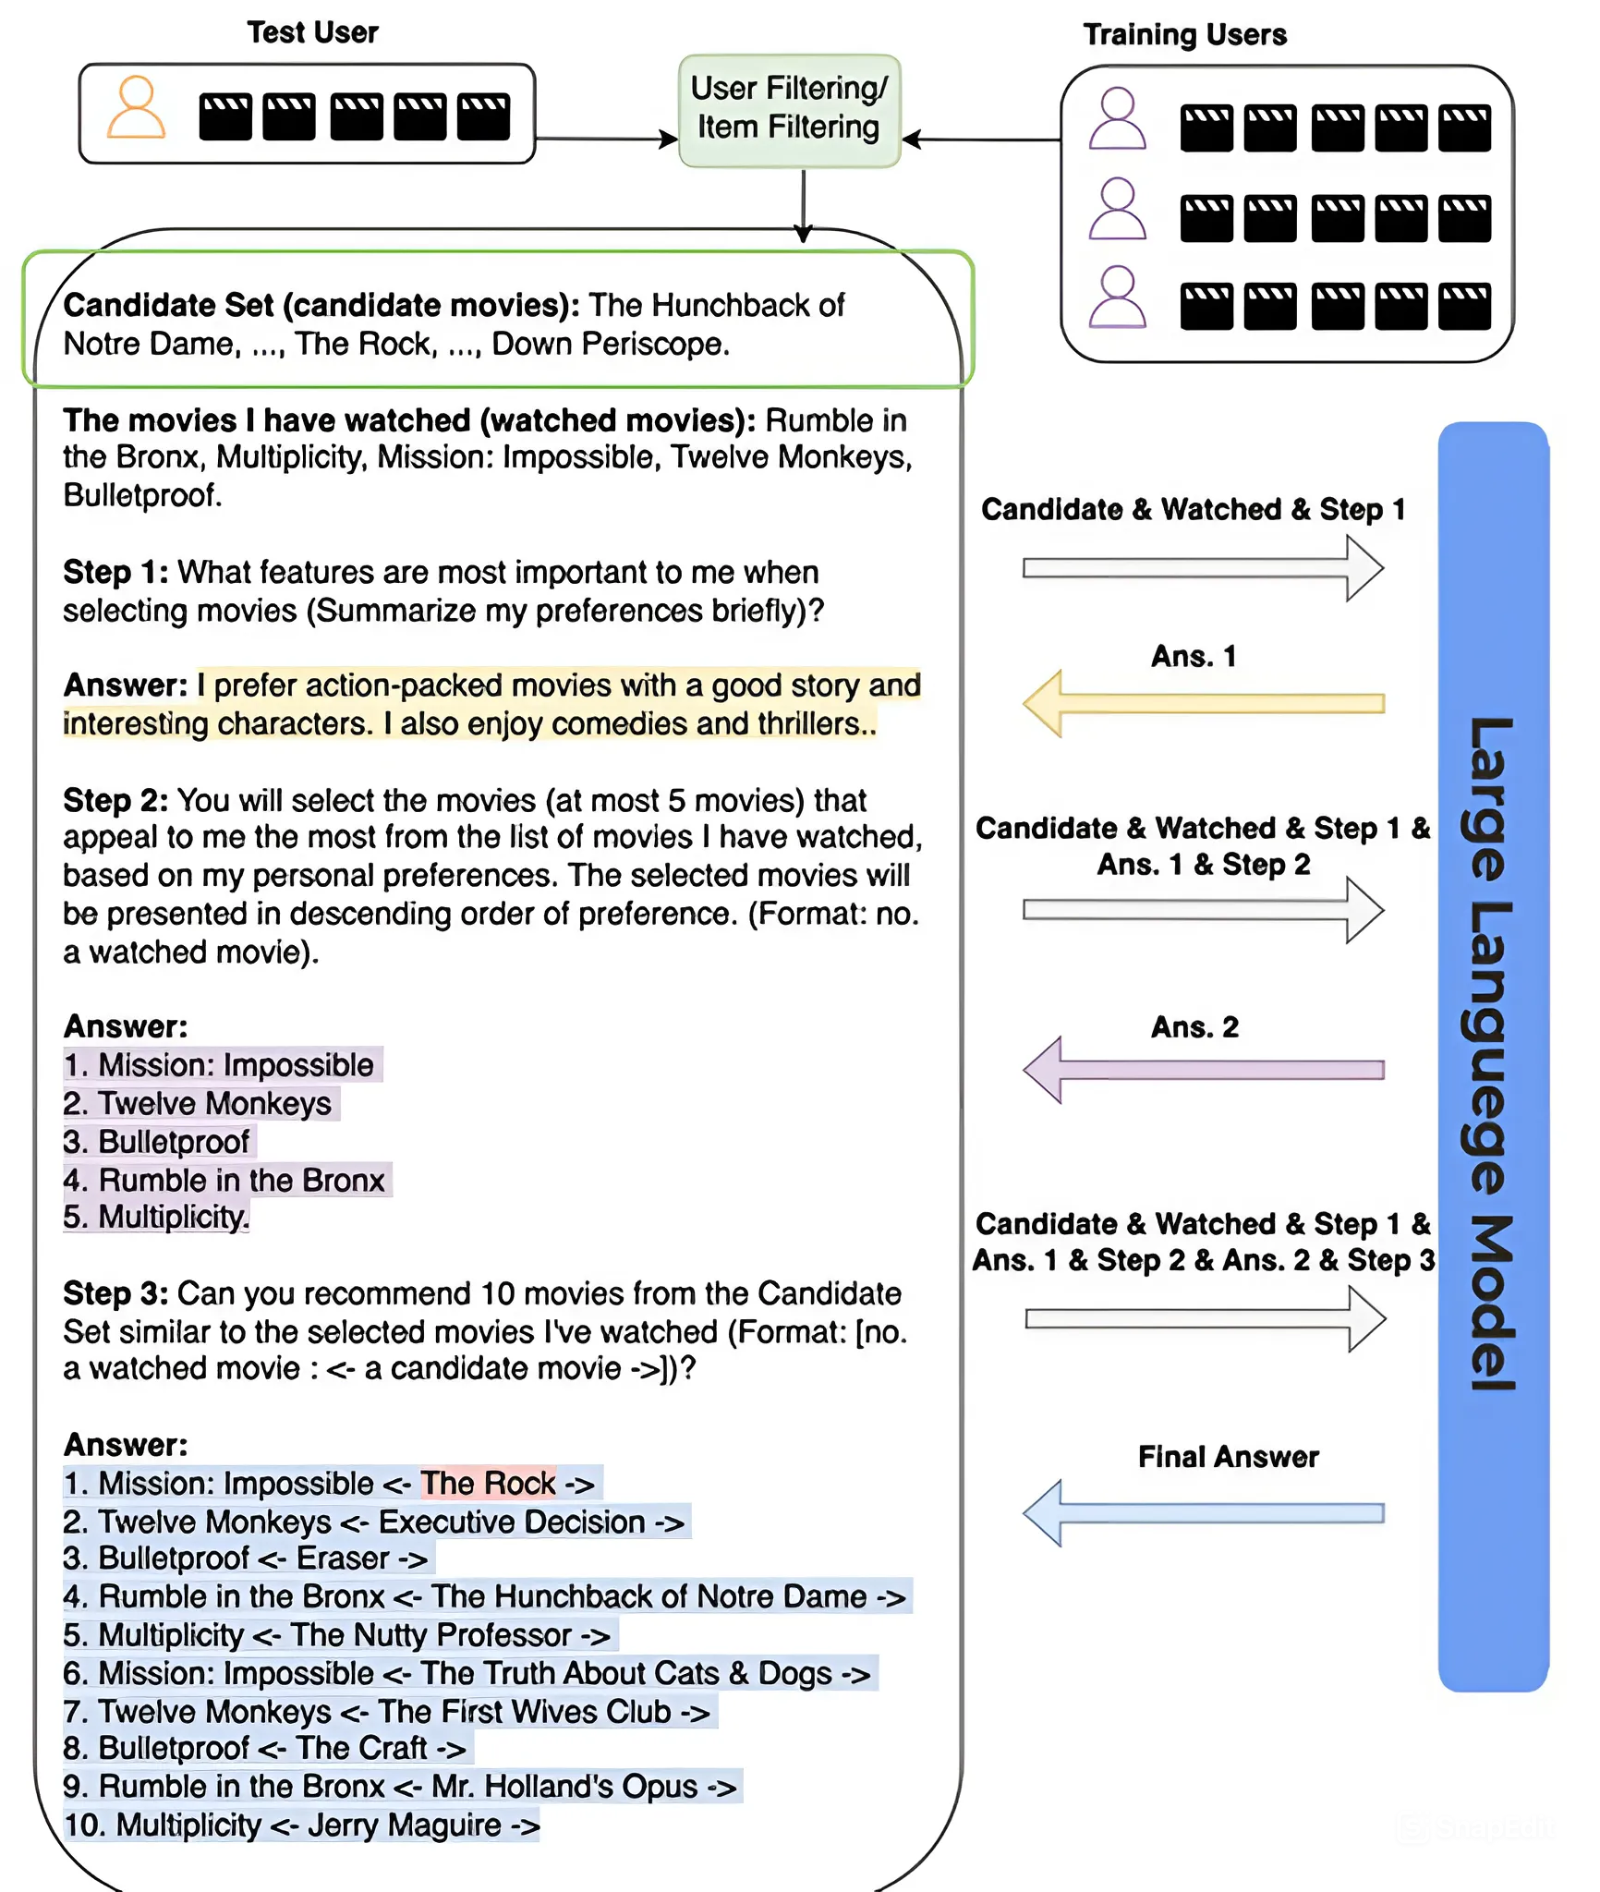 Test User
Training Users
User Filtering/
Item Filtering
Candidate Set (candidate movies): The Hunchback of
Notre Dame, ..., The Rock, ..., Down Periscope.
The movies I have watched (watched movies): Rumble in
the Bronx, Multiplicity, Mission: Impossible, Twelve Monkeys,
Bulletproof.
Step 1: What features are most important to me when
selecting movies (Summarize my preferences briefly)?
Answer: I prefer action-packed movies with a good story and
interesting characters. I also enjoy comedies and thrillers..
Step 2: You will select the movies (at most 5 movies) that
appeal to me the most from the list of movies I have watched,
based on my personal preferences. The selected movies will
be presented in descending order of preference. (Format: no.
a watched movie).
Answer:
1. Mission: Impossible
2. Twelve Monkeys
3. Bulletproof
4. Rumble in the Bronx
5. Multiplicity.
Step 3: Can you recommend 10 movies from the Candidate
Set similar to the selected movies I've watched (Format: [no.
a watched movie : <- a candidate movie ->])?
Answer:
1. Mission: Impossible <- The Rock ->
2. Twelve Monkeys <- Executive Decision ->
3. Bulletproof <- Eraser ->
4. Rumble in the Bronx <- The Hunchback of Notre Dame ->
5. Multiplicity <- The Nutty Professor ->
6. Mission: Impossible <- The Truth About Cats & Dogs ->
7. Twelve Monkeys <- The First Wives Club ->
8. Bulletproof <- The Craft ->
9. Rumble in the Bronx <- Mr. Holland's Opus ->
10. Multiplicity <- Jerry Maguire ->
Candidate & Watched & Step 1
Ans. 1
Candidate & Watched & Step 1 &
Ans. 1 & Step 2
Ans. 2
Candidate & Watched & Step 1 &
Ans. 1 & Step 2 & Ans. 2 & Step 3
Final Answer
Large Languege Model